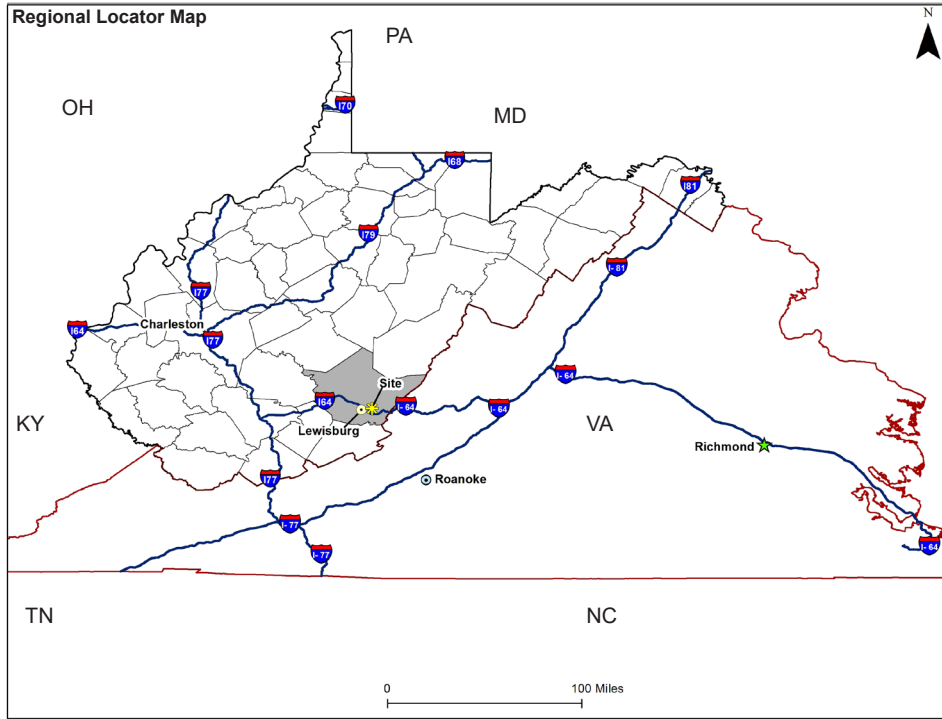 Regional Locator Map
N
PA
OH
I70
MD
I68
I81
I79
I- 81
I77
I64
Charleston
I77
I- 64
Site
I64
I- 64
I- 64
KY
Lewisburg
VA
Richmond
I77
Roanoke
I- 77
I- 64
I- 77
TN
NC
0
100 Miles